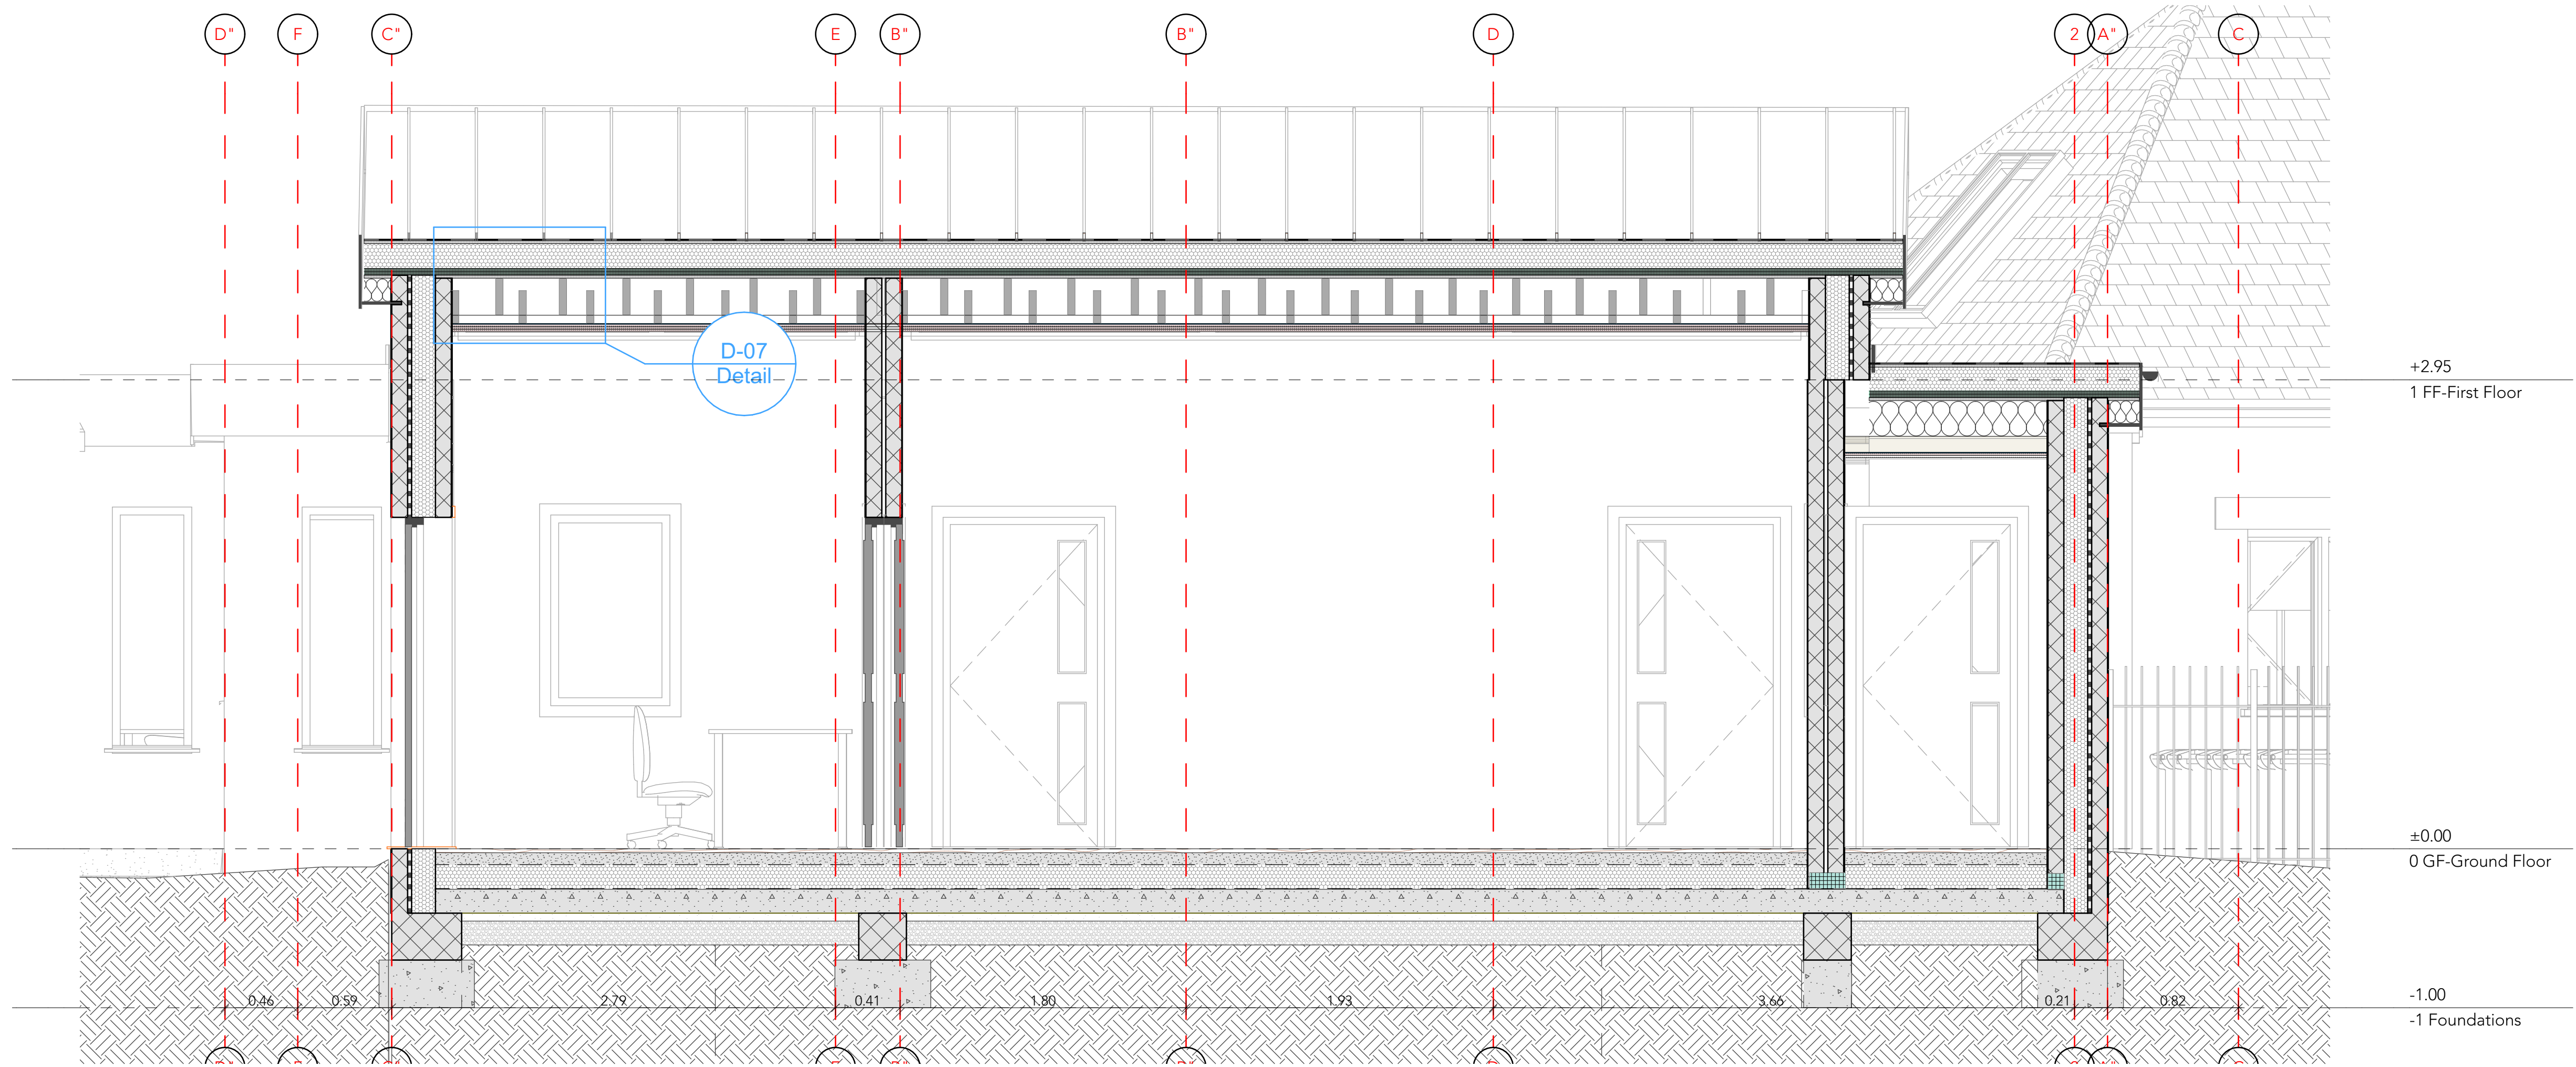 D" F C" E B" B" D 2 A" C
D-07
Detail
+2.95
1 FF-First Floor
±0.00
0 GF-Ground Floor
0.46 0.59 2.79 0.41 1.80 1.93 3.66 0.21 0.82
-1.00
-1 Foundations